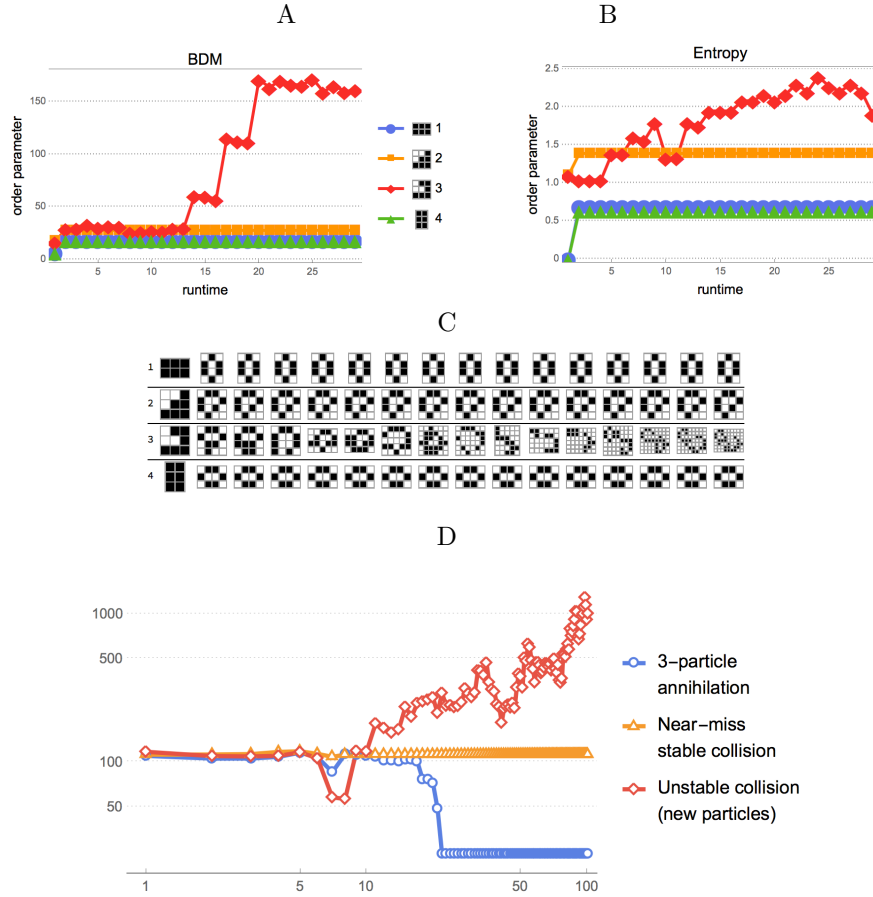 A
B
BDM
Entropy
order parameter
150
100
50
0
5
10
15
20
25
runtime
1
2
3
4
order parameter
2.5
2.0
1.5
1.0
0.5
0
5
10
15
20
25
runtime
C
1
2
3
4
D
1000
500
100
50
1
5
10
50
100
3−particle
annihilation
Near−miss
stable collision
Unstable collision
(new particles)